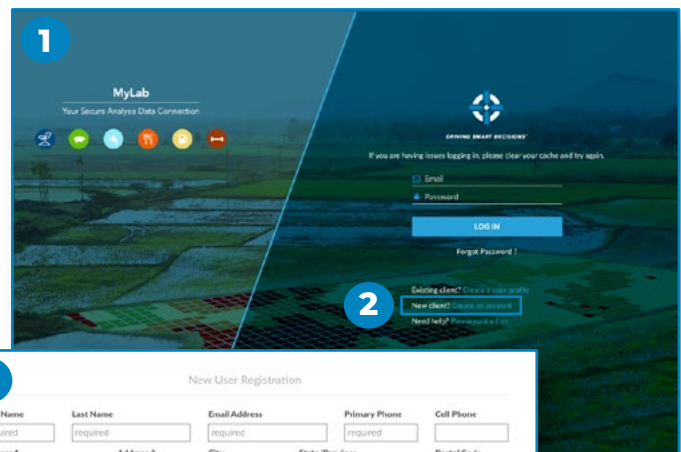 1
MyLab
Your Secure Analysis Data Connection
DRIVING SMART DECISIONS
If you are having issues logging in, please clear your cache and try again.
Email
Password
LOG IN
Forgot Password ?
Existing client? Create a user profile
2
New client? Create an account
Need help? Please contact us
New User Registration
Name
Last Name
Email Address
Primary Phone
Cell Phone
required
required
required
City